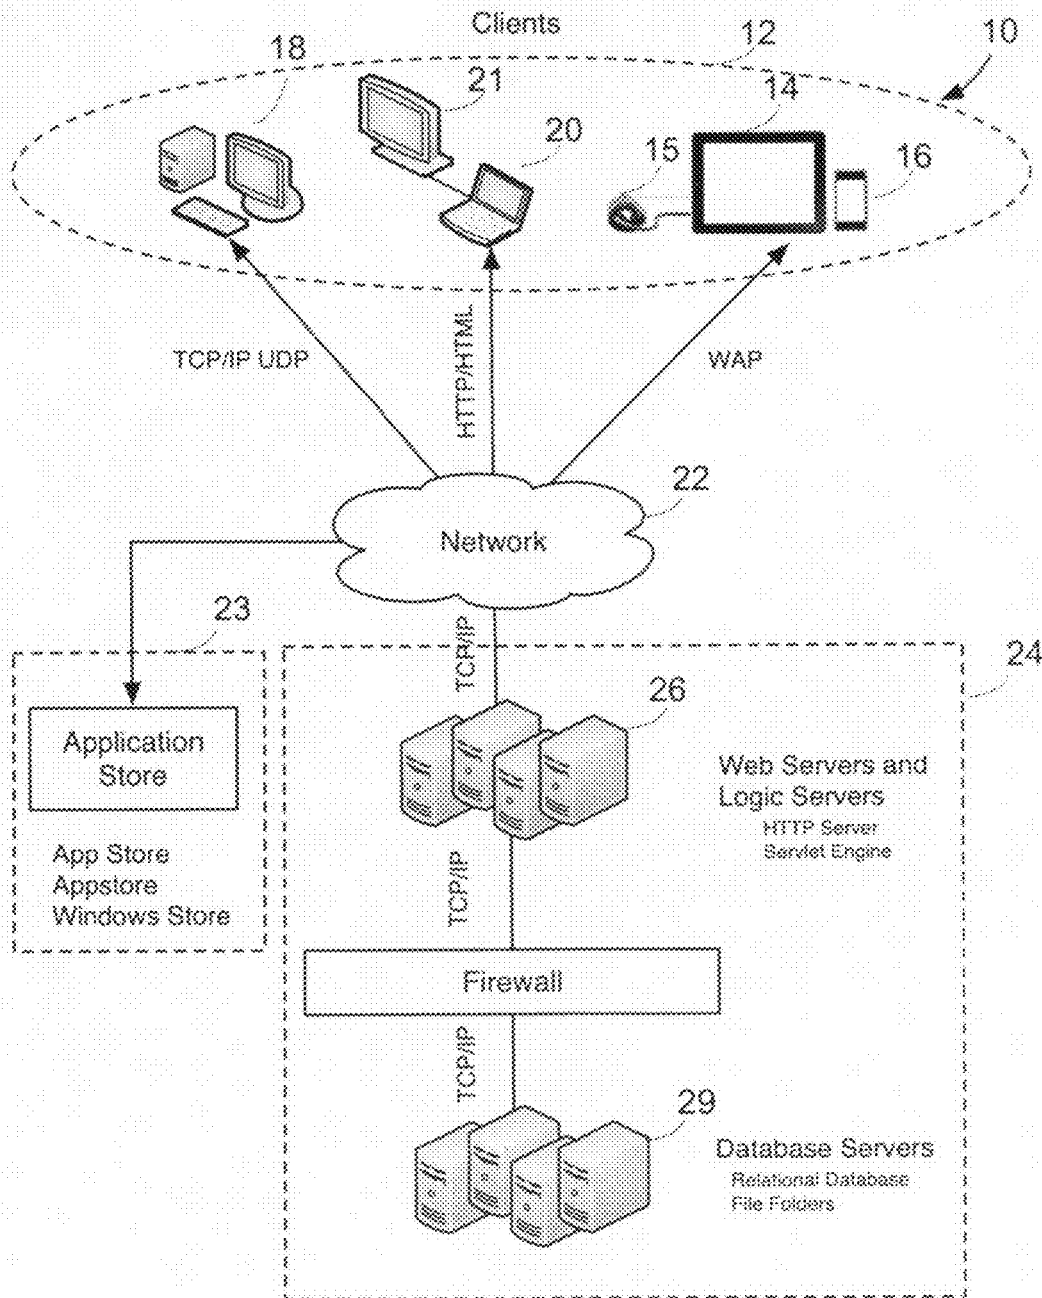 Clients
18
12
10
21
14
20
15
16
TCP/IP UDP
HTTP/HTML
WAP
22
Network
23
TCP/IP
24
26
Application
Store
Web Servers and
Logic Servers
HTTP Server
Servlet Engine
App Store
Appstore
Windows Store
TCP/IP
Firewall
TCP/IP
29
Database Servers
Relational Database
File Folders